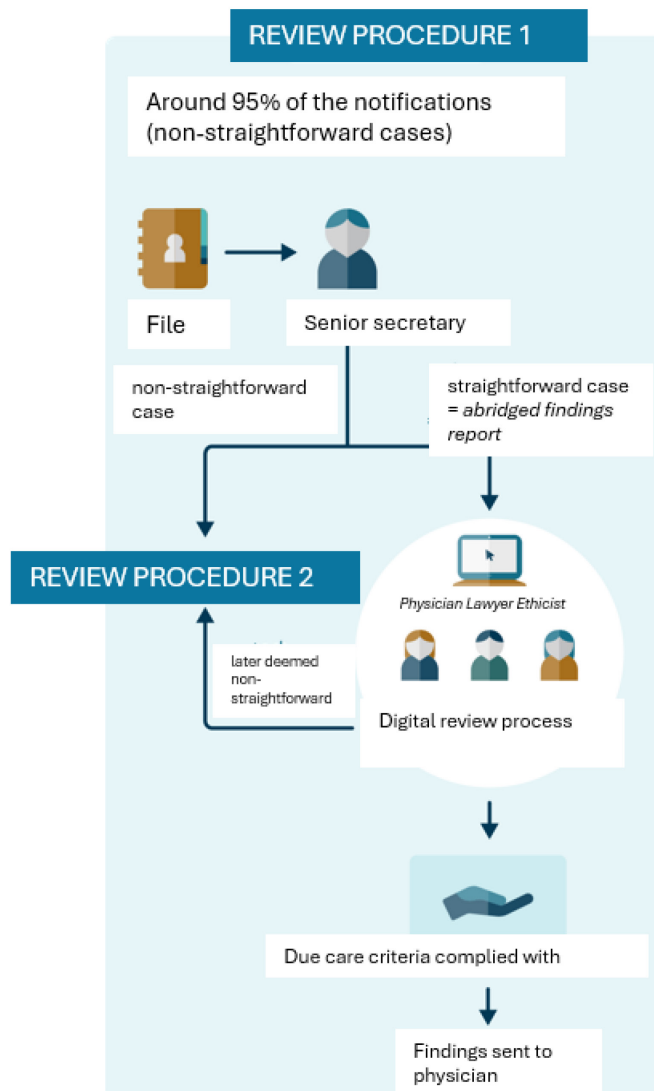 REVIEW PROCEDURE 1
Around 95% of the notifications
(non-straightforward cases)
File
Senior secretary
non-straightforward
case
straightforward case
= abridged findings
report
REVIEW PROCEDURE 2
Physician Lawyer Ethicist
later deemed
non-
straightforward
Digital review process
Due care criteria complied with
Findings sent to
physician